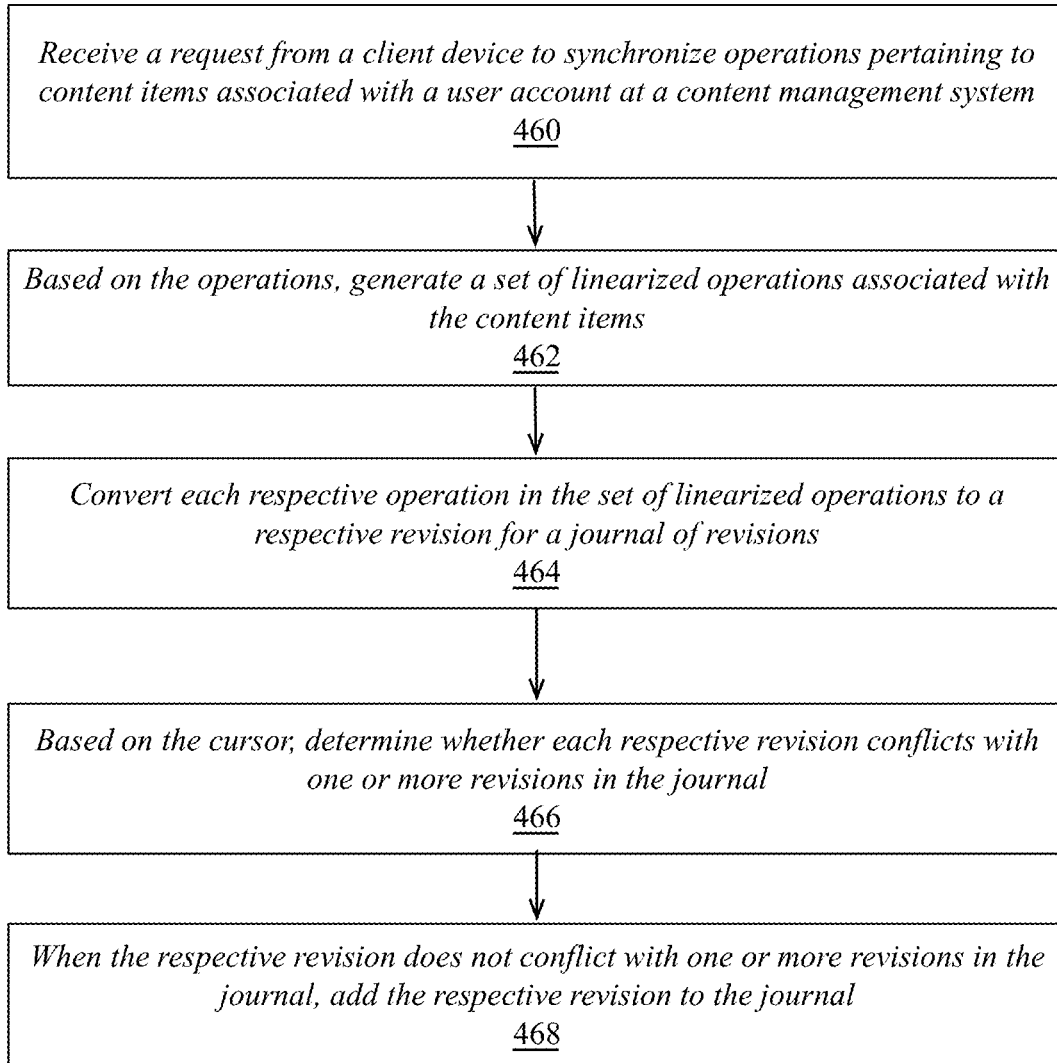 Receive a request from a client device to synchronize operations pertaining to
content items associated with a user account at a content management system
460
Based on the operations, generate a set of linearized operations associated with
the content items
462
Convert each respective operation in the set of linearized operations to a
respective revision for a journal of revisions
464
Based on the cursor, determine whether each respective revision conflicts with
one or more revisions in the journal
466
When the respective revision does not conflict with one or more revisions in the
journal, add the respective revision to the journal
468